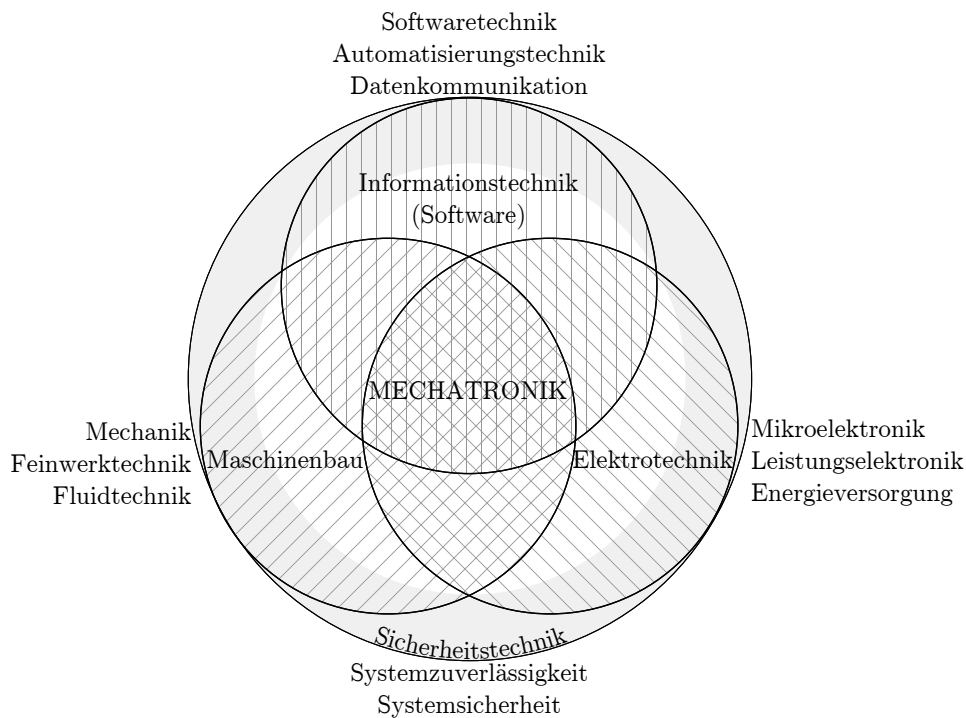 Softwaretechnik
Automatisierungstechnik
Datenkommunikation
Informationstechnik
(Software)
MECHATRONIK
Mechanik
Feinwerktechnik
Fluidtechnik
Maschinenbau
Elektrotechnik
Mikroelektronik
Leistungselektronik
Energieversorgung
Sicherheitstechnik
Systemzuverlässigkeit
Systemsicherheit